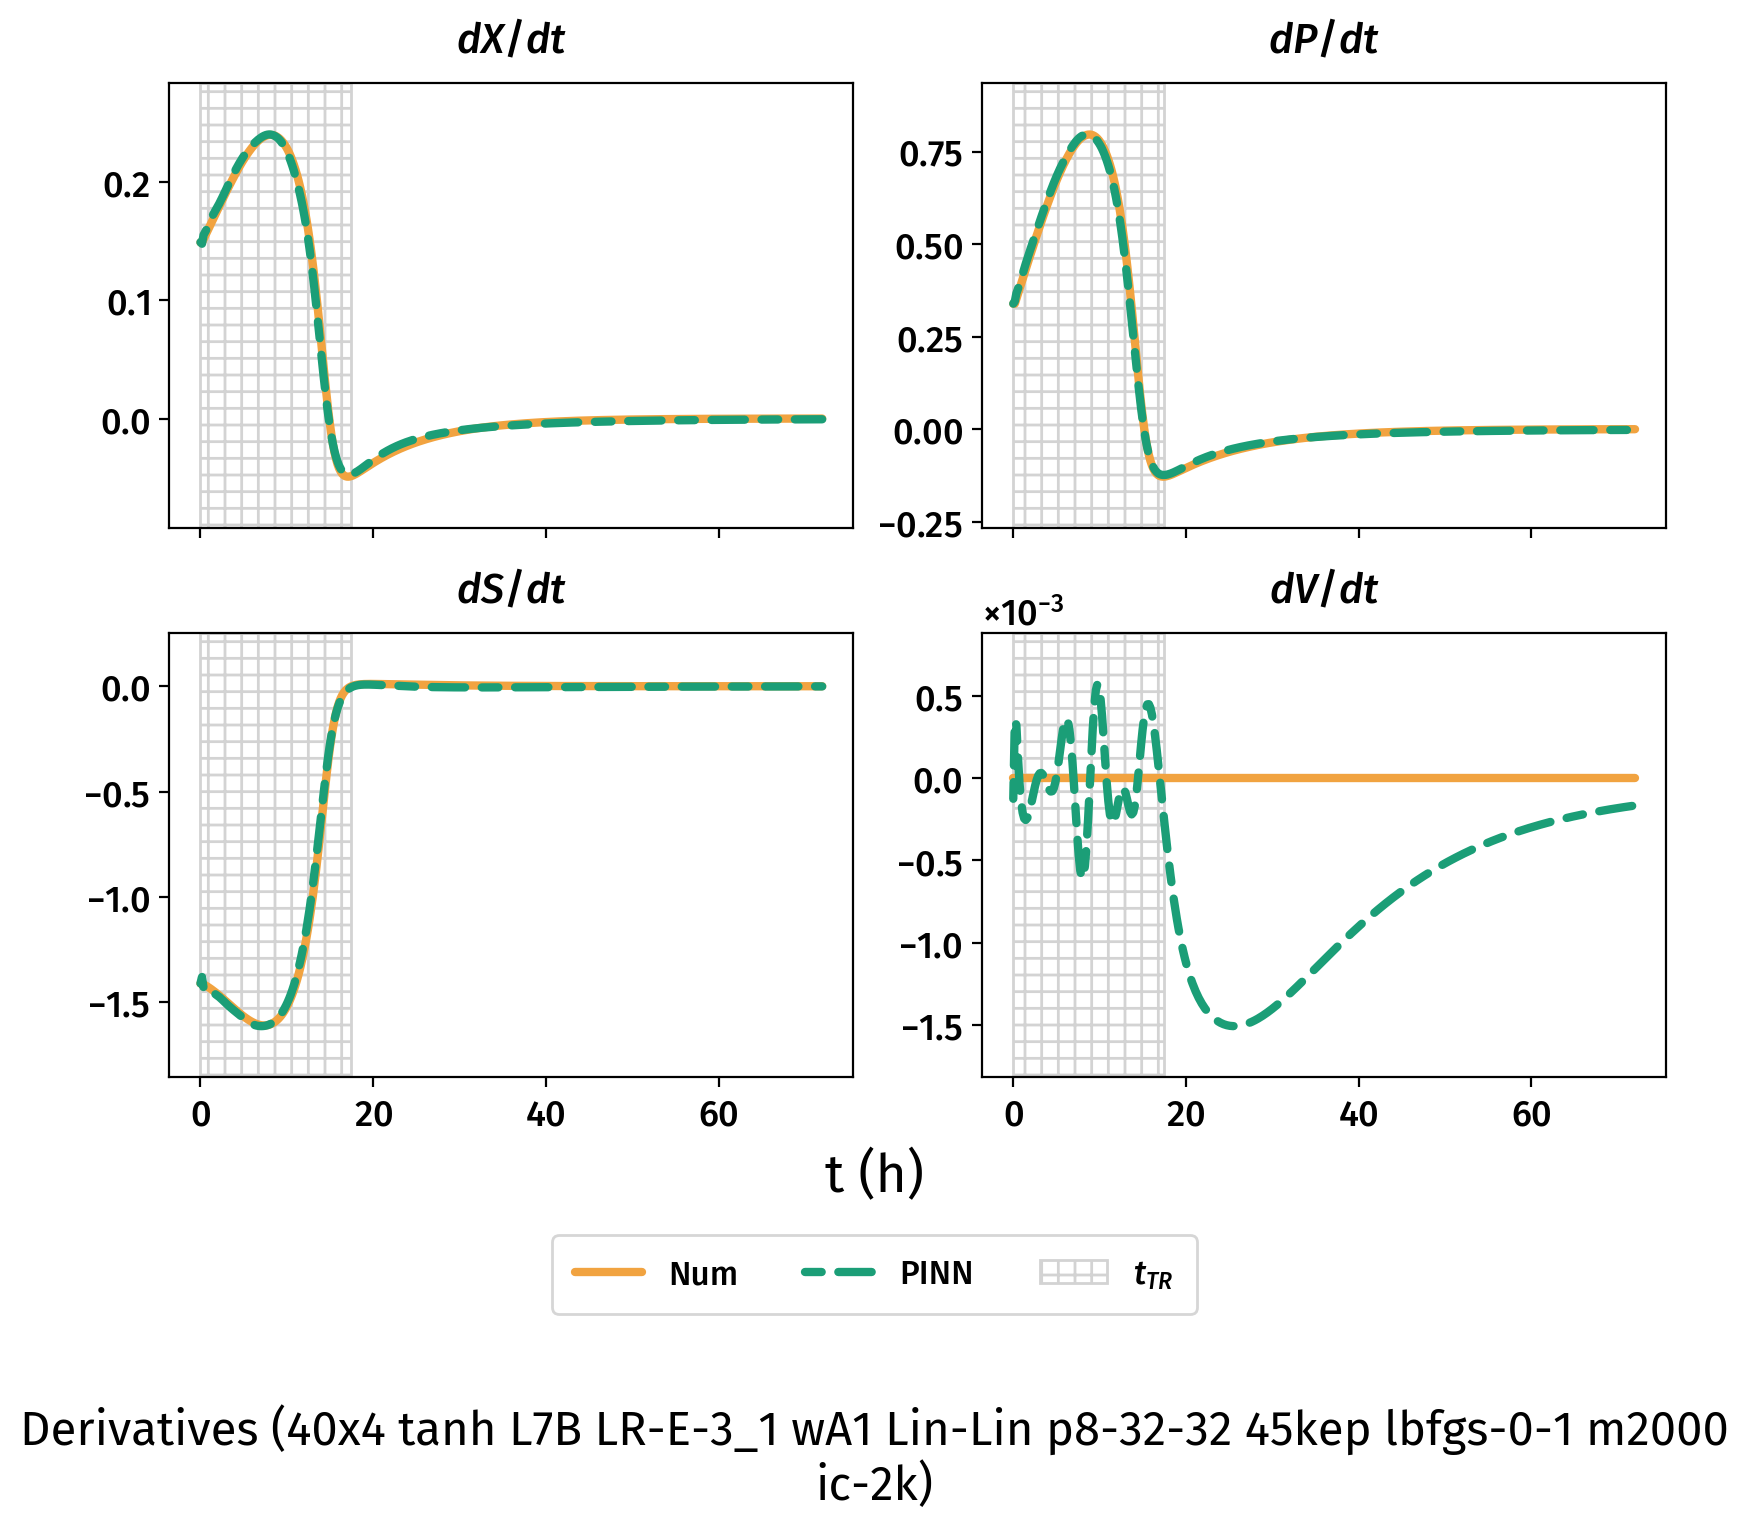 dX/dt
dP/dt
0.2
0.1
0.0
0.75
0.50
0.25
0.00
−0.25
dS/dt
dV/dt
×10⁻³
0.0
−0.5
−1.0
−1.5
0.5
0.0
−0.5
−1.0
−1.5
0 20 40 60
0 20 40 60
t (h)
Num PINN t_TR
Derivatives (40x4 tanh L7B LR-E-3_1 wA1 Lin-Lin p8-32-32 45kep lbfgs-0-1 m2000
ic-2k)